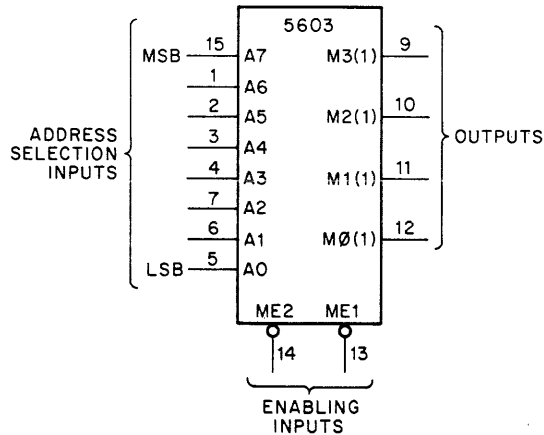 5603
MSB 15 A7 M3(1) 9
1 A6
2 A5 M2(1) 10
3 A4
ADDRESS
SELECTION
INPUTS
OUTPUTS
4 A3 M1(1) 11
7 A2
6 A1 MØ(1) 12
LSB 5 A0
ME2 ME1
14 13
ENABLING
INPUTS